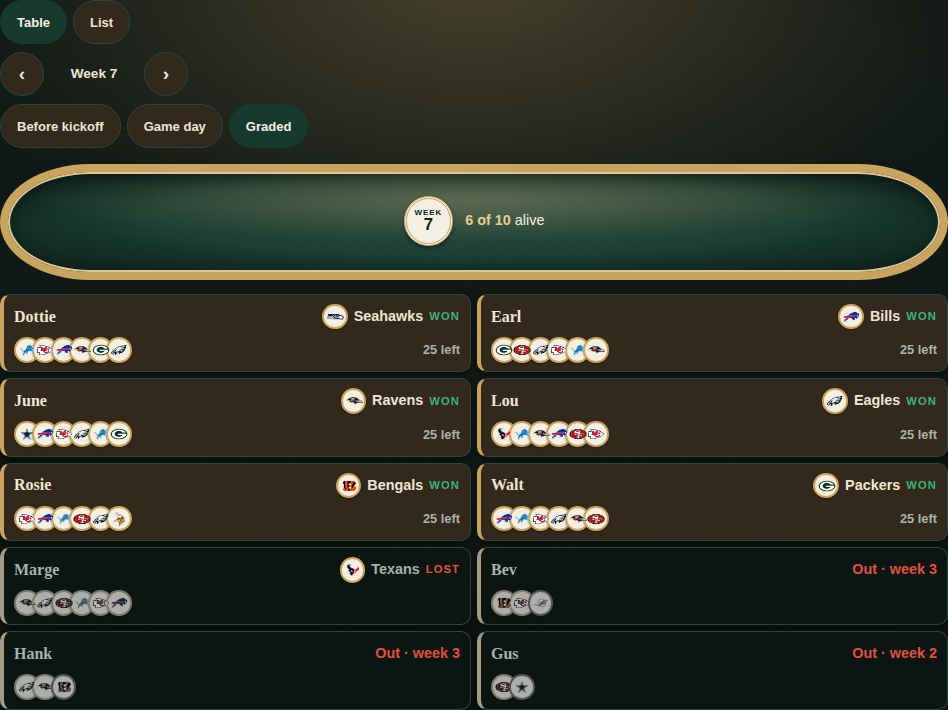 Table List
‹ Week 7 ›
Before kickoff Game day Graded
WEEK
7
6 of 10 alive
Dottie Seahawks WON
25 left
Earl Bills WON
25 left
June Ravens WON
25 left
Lou Eagles WON
25 left
Rosie Bengals WON
25 left
Walt Packers WON
25 left
Marge Texans LOST
Bev Out · week 3
Hank Out · week 3
Gus Out · week 2